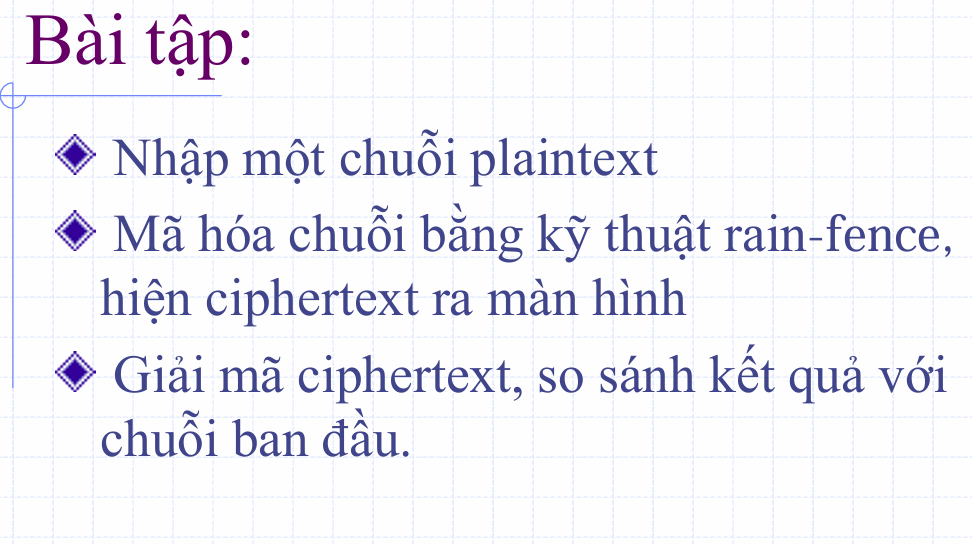 Bài tập:
Nhập một chuỗi plaintext
Mã hóa chuỗi bằng kỹ thuật rain-fence,
hiện ciphertext ra màn hình
Giải mã ciphertext, so sánh kết quả với
chuỗi ban đầu.